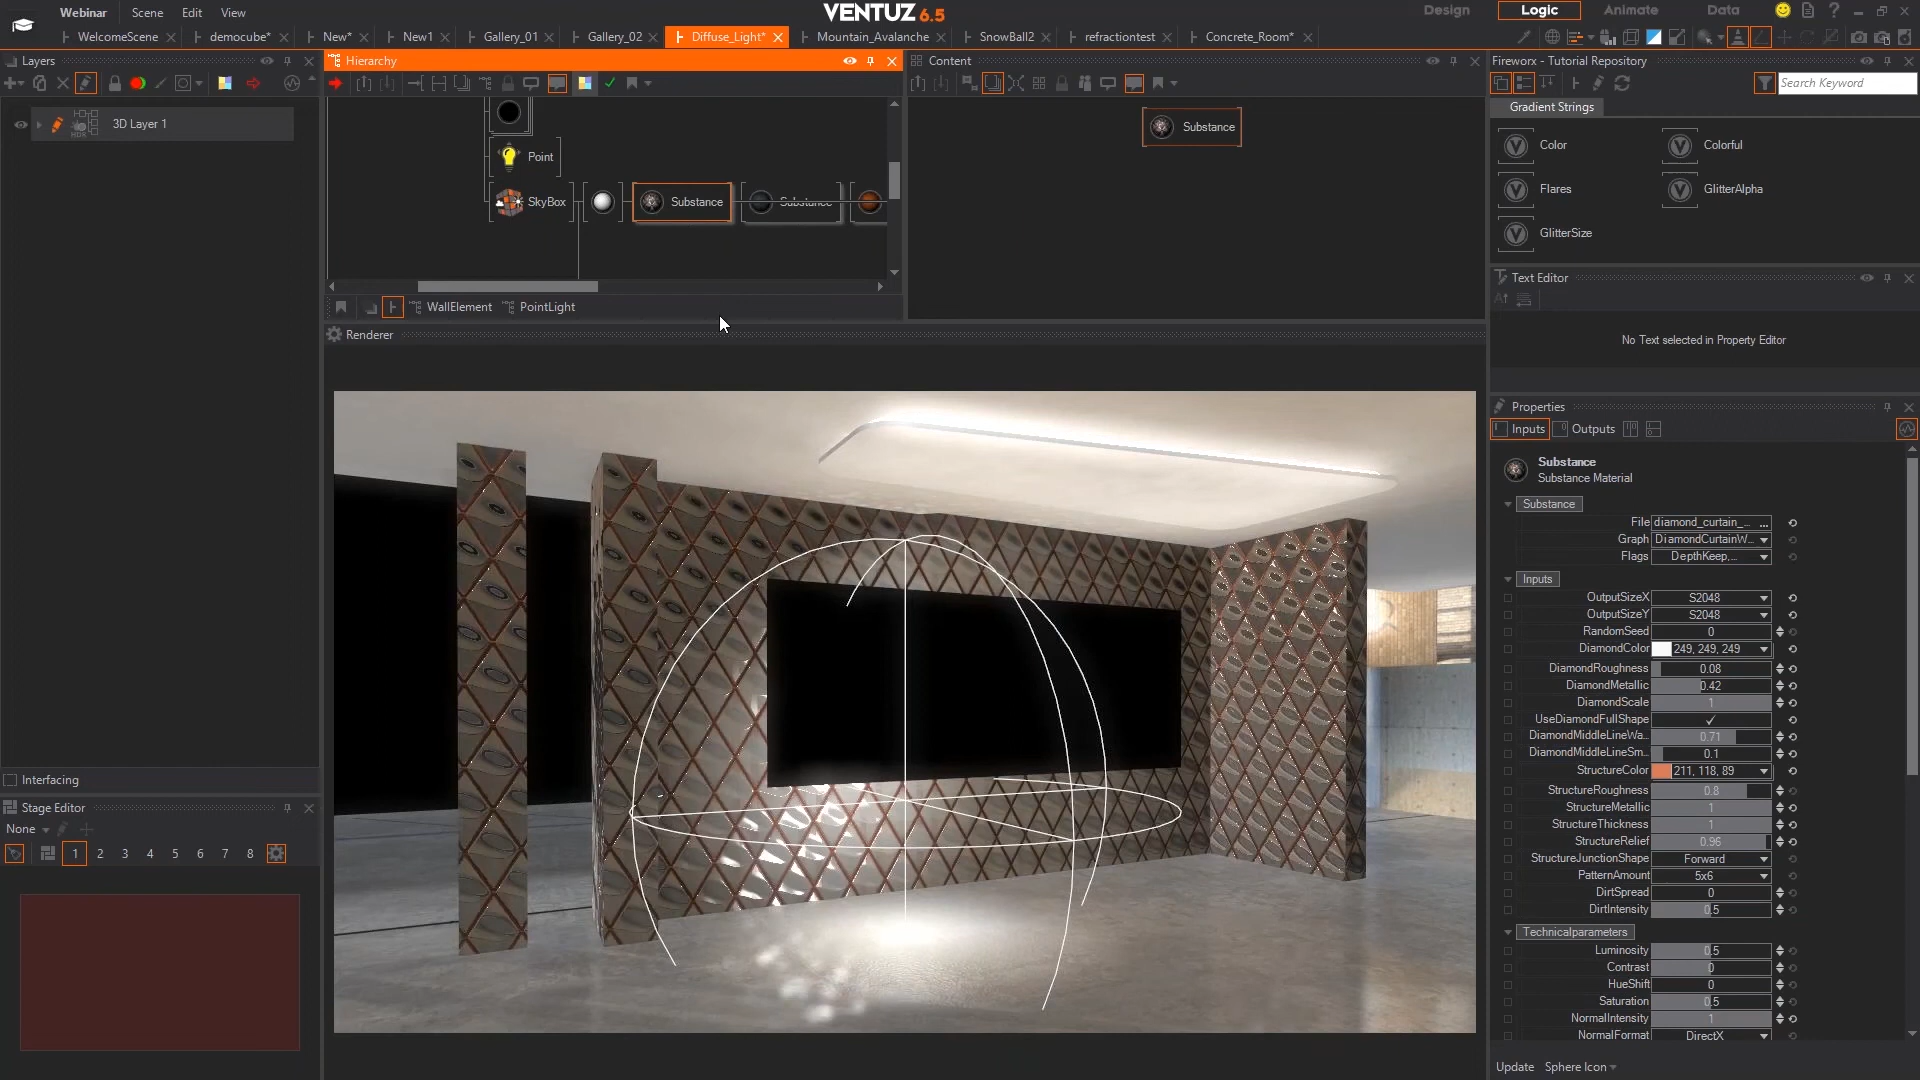 Webinar Scene Edit View
VENTUZ 6.5
Design Logic Animate Data
WelcomeScene democube* New* New1 Gallery_01 Gallery_02 Diffuse_Light* Mountain_Avalanche SnowBall2 refractiontest Concrete_Room*
Layers
3D Layer 1
Interfacing
Stage Editor
None
1 2 3 4 5 6 7 8
Hierarchy
Point
SkyBox Substance Substance
WallElement PointLight
Content
Substance
Renderer
Fireworx - Tutorial Repository
Search Keyword
Gradient Strings
Color Colorful
Flares GlitterAlpha
GlitterSize
Text Editor
No Text selected in Property Editor
Properties
Inputs Outputs
Substance
Substance Material
Substance
File diamond_curtain_... ...
Graph DiamondCurtainW...
Flags DepthKeep,...
Inputs
OutputSizeX S2048
OutputSizeY S2048
RandomSeed 0
DiamondColor 249, 249, 249
DiamondRoughness 0.08
DiamondMetallic 0.42
DiamondScale 1
UseDiamondFullShape
DiamondMiddleLineWa... 0.71
DiamondMiddleLineSm... 0.1
StructureColor 211, 118, 89
StructureRoughness 0.8
StructureMetallic 1
StructureThickness 1
StructureRelief 0.96
StructureJunctionShape Forward
PatternAmount 5x6
DirtSpread 0
DirtIntensity 0.5
Technicalparameters
Luminosity 0.5
Contrast 0
HueShift 0
Saturation 0.5
NormalIntensity 1
NormalFormat DirectX
Update Sphere Icon